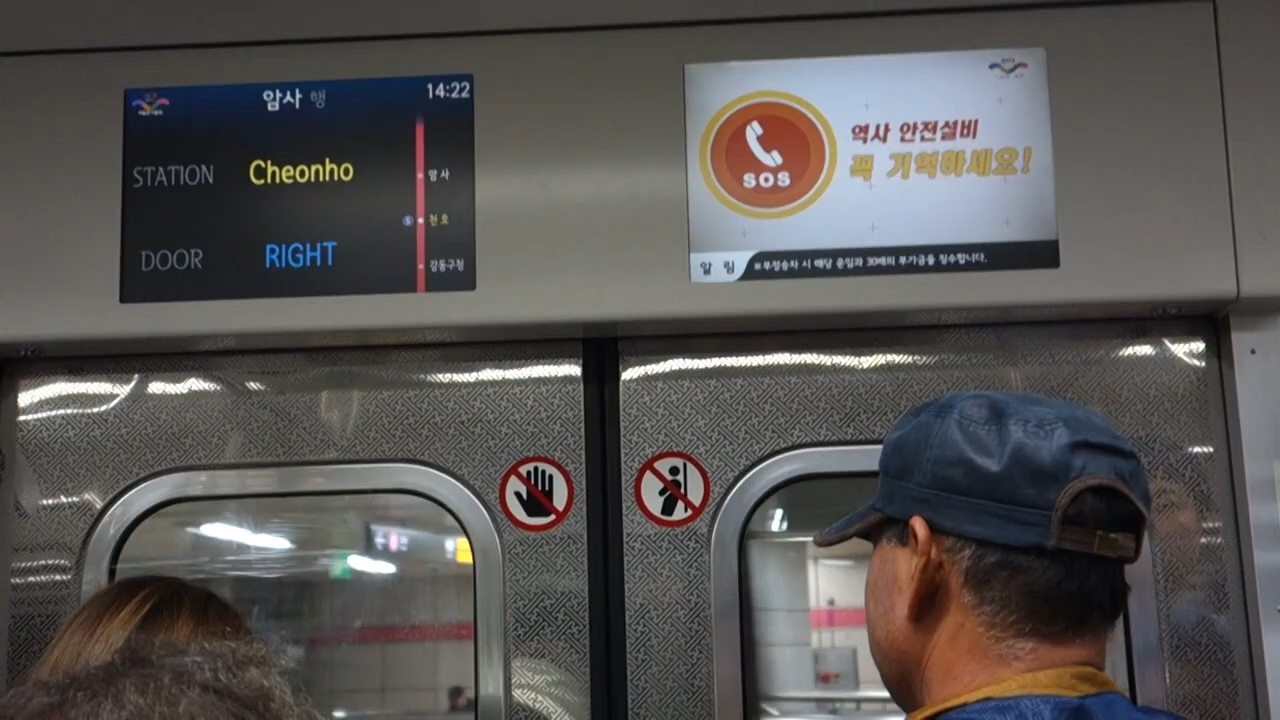 암사 행
14:22
STATION Cheonho
DOOR RIGHT
암사
천호
강동구청
SOS
역사 안전설비
꼭 기억하세요!
알 림
※부정승차 시 해당 운임과 30배의 부가금을 징수합니다.